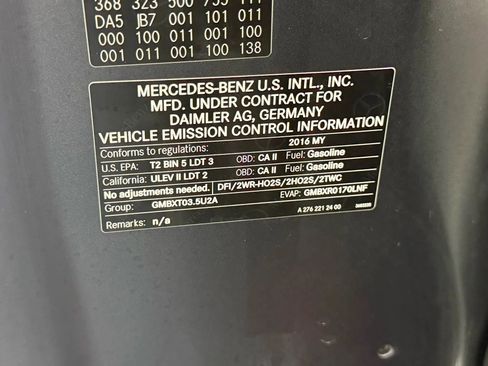 368 3Z3 500 755 111
DA5 JB7 001 101 011
000 100 011 001 100
001 011 001 100 138
MERCEDES-BENZ U.S. INTL., INC.
MFD. UNDER CONTRACT FOR
DAIMLER AG, GERMANY
VEHICLE EMISSION CONTROL INFORMATION
Conforms to regulations: 2016 MY
U.S. EPA: T2 BIN 5 LDT 3 OBD: CA II Fuel: Gasoline
California: ULEV II LDT 2 OBD: CA II Fuel: Gasoline
No adjustments needed. DFI/2WR-HO2S/2HO2S/2TWC
Group: GMBXT03.5U2A EVAP: GMBXR0170LNF
Remarks: n/a A 276 221 24 00